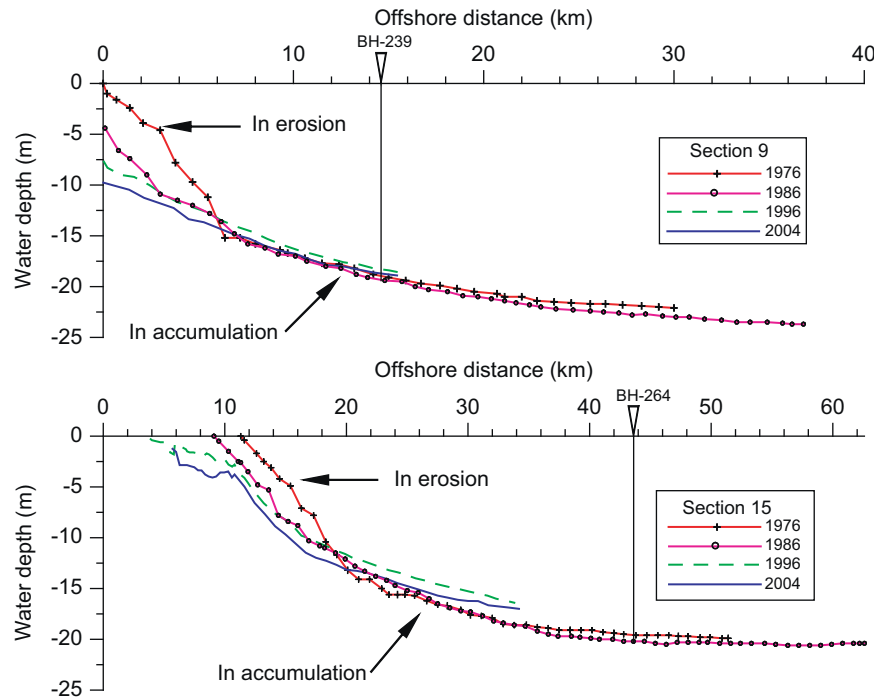 Offshore distance (km)
BH-239
0 10 20 30 40
0
-5
-10
-15
-20
-25
Water depth (m)
In erosion
In accumulation
Section 9
1976
1986
1996
2004
Offshore distance (km)
BH-264
0 10 20 30 40 50 60
0
-5
-10
-15
-20
-25
Water depth (m)
In erosion
In accumulation
Section 15
1976
1986
1996
2004